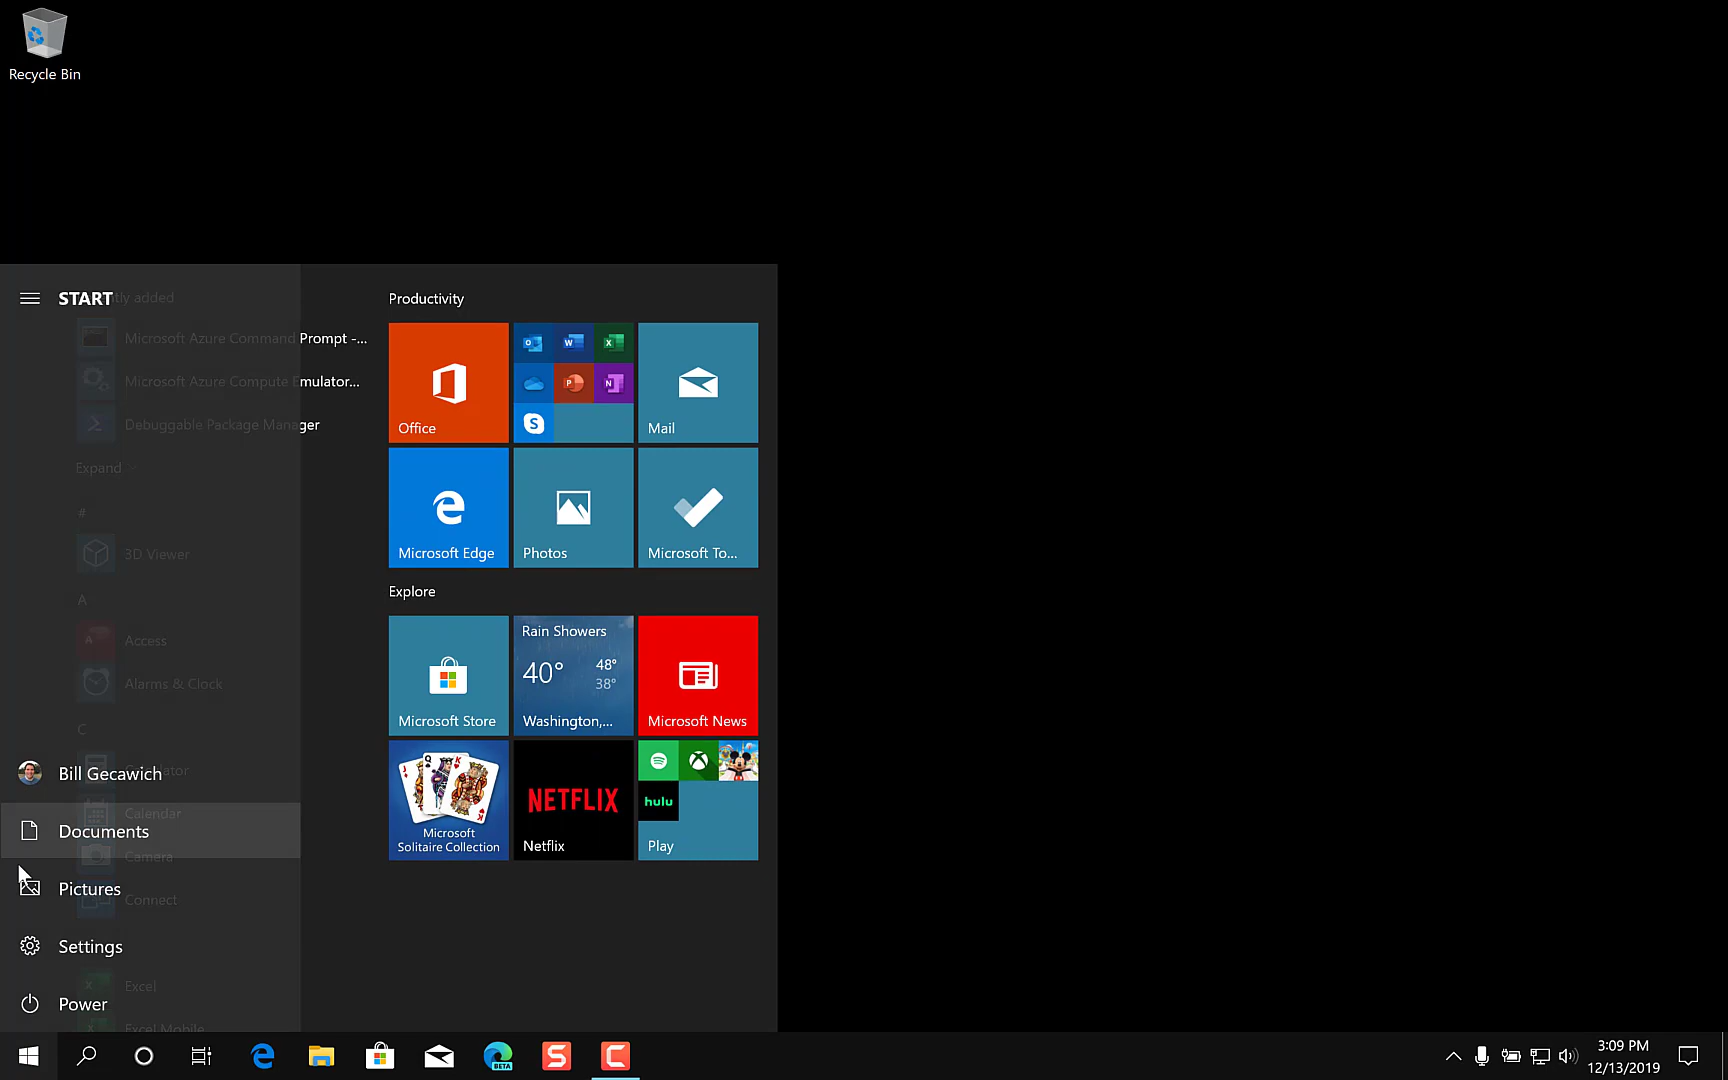 Recycle Bin
START
ntly added
Microsoft Azure Command Prompt -...
Microsoft Azure Compute Emulator...
Debuggable Package Manager
Expand
#
3D Viewer
A
Access
Alarms & Clock
C
Bill Gecawich
Calendar
Documents
Camera
Pictures
Connect
Settings
Excel
Power
Excel Mobile
Productivity
Office
Mail
Microsoft Edge
Photos
Microsoft To...
Explore
Microsoft Store
Rain Showers
40°
48°
38°
Washington,...
Microsoft News
Microsoft
Solitaire Collection
NETFLIX
Netflix
hulu
Play
BETA
3:09 PM
12/13/2019